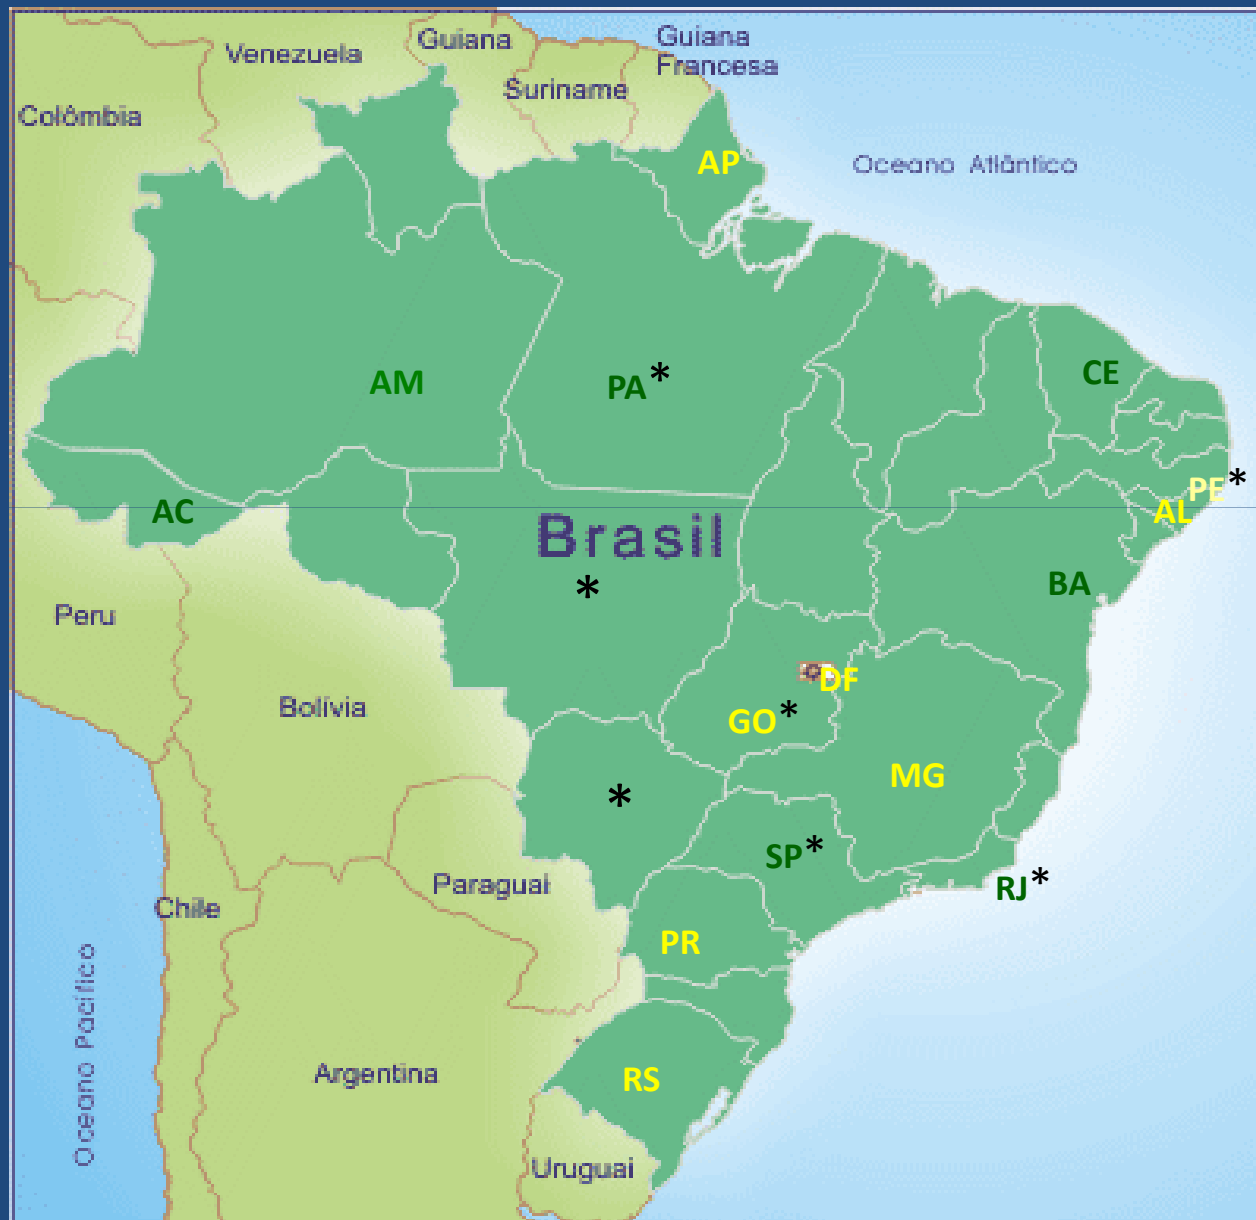 Guiana
Guiana
Francesa
Venezuela
Suriname
Colômbia
AP
Oceano Atlântico
AM
PA*
CE
PE*
AC
AL
Brasil
*
BA
Peru
DF
Bolívia
GO*
MG
*
SP*
RJ*
Paraguai
Chile
PR
Oceano Pacífico
Argentina
RS
Uruguai